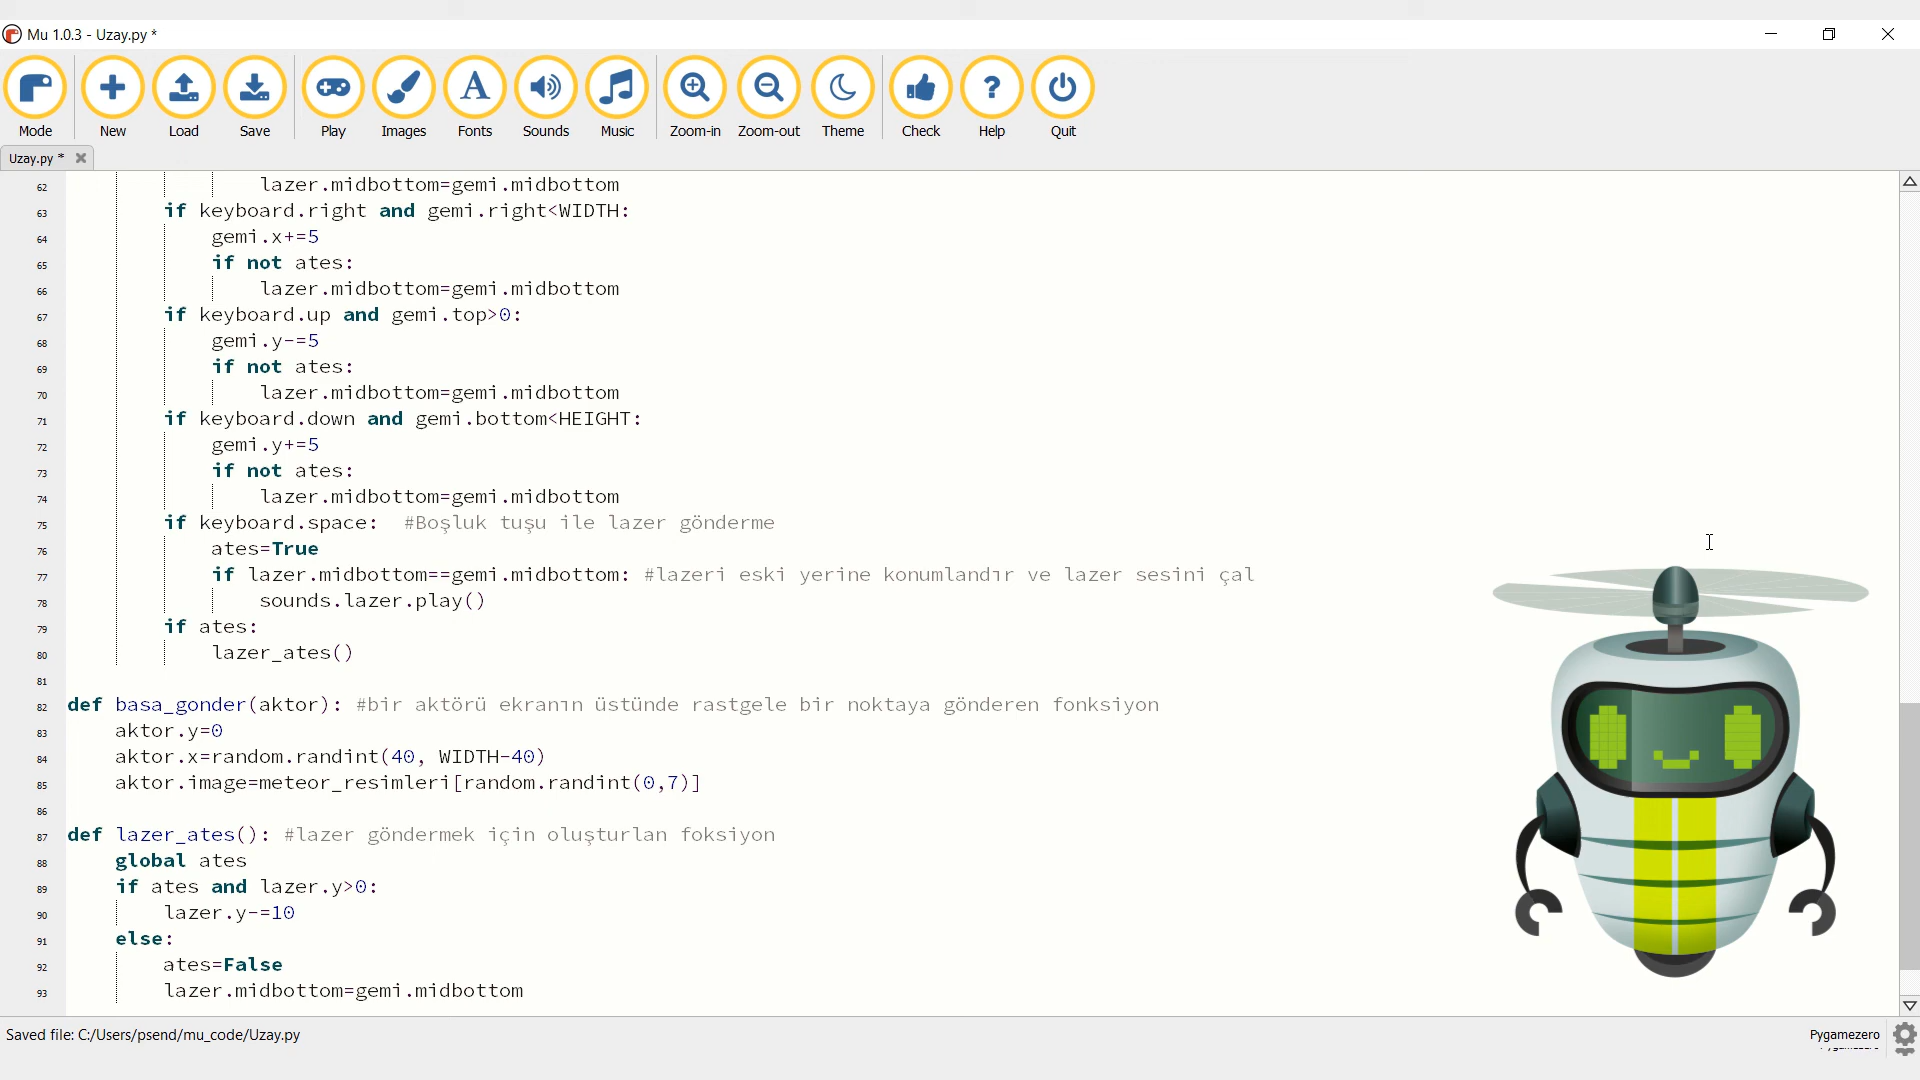 Mu 1.0.3 - Uzay.py *
Mode New Load Save Play Images Fonts Sounds Music Zoom-in Zoom-out Theme Check Help Quit
Uzay.py *
62 lazer.midbottom=gemi.midbottom
63 if keyboard.right and gemi.right<WIDTH:
64 gemi.x+=5
65 if not ates:
66 lazer.midbottom=gemi.midbottom
67 if keyboard.up and gemi.top>0:
68 gemi.y-=5
69 if not ates:
70 lazer.midbottom=gemi.midbottom
71 if keyboard.down and gemi.bottom<HEIGHT:
72 gemi.y+=5
73 if not ates:
74 lazer.midbottom=gemi.midbottom
75 if keyboard.space:  #Boşluk tuşu ile lazer gönderme
76 ates=True
77 if lazer.midbottom==gemi.midbottom: #lazeri eski yerine konumlandır ve lazer sesini çal
78 sounds.lazer.play()
79 if ates:
80 lazer_ates()
81
82 def basa_gonder(aktor): #bir aktörü ekranın üstünde rastgele bir noktaya gönderen fonksiyon
83 aktor.y=0
84 aktor.x=random.randint(40, WIDTH-40)
85 aktor.image=meteor_resimleri[random.randint(0,7)]
86
87 def lazer_ates(): #lazer göndermek için oluşturlan foksiyon
88 global ates
89 if ates and lazer.y>0:
90 lazer.y-=10
91 else:
92 ates=False
93 lazer.midbottom=gemi.midbottom
Saved file: C:/Users/psend/mu_code/Uzay.py
Pygamezero